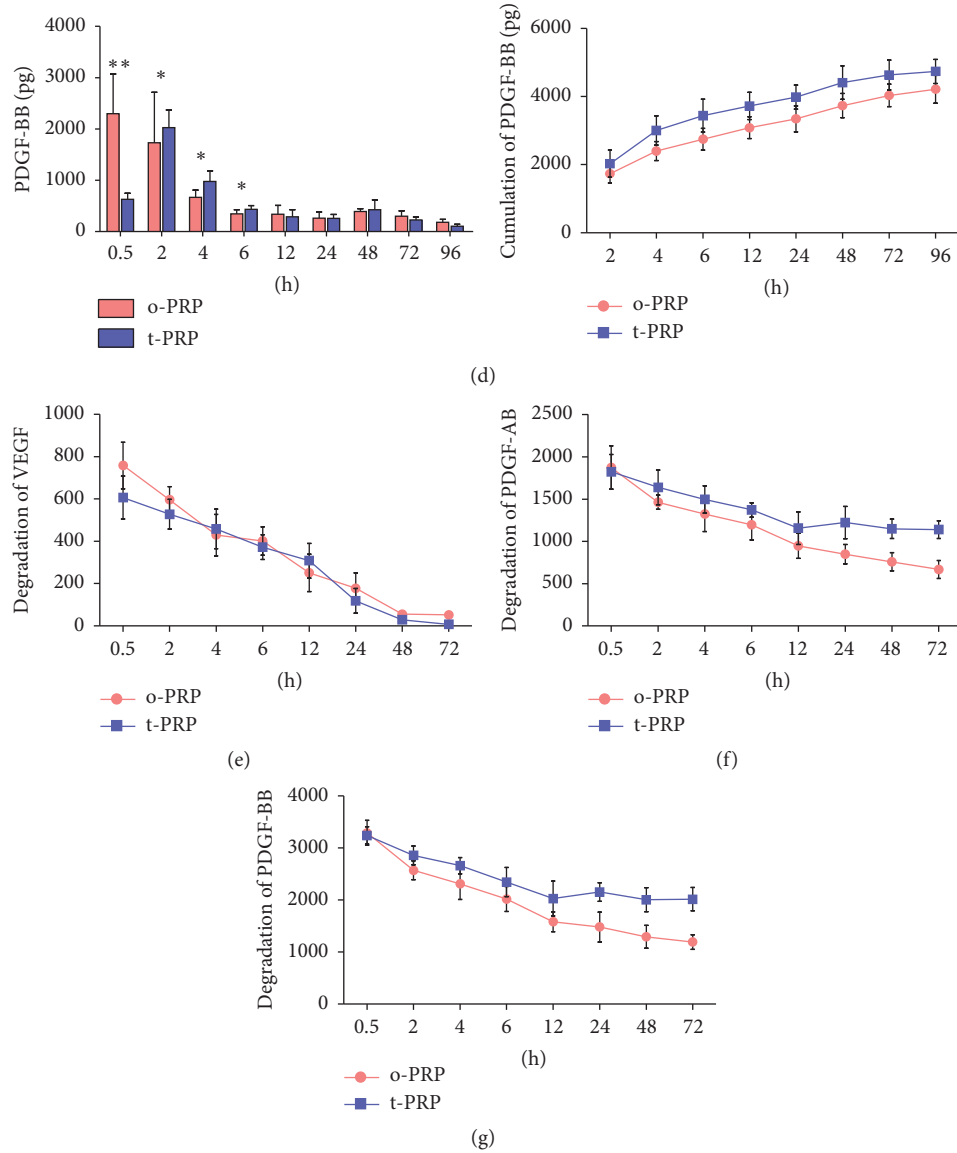 PDGF-BB (pg)
4000
3000
2000
1000
0
** * * *
0.5 2 4 6 12 24 48 72 96
(h)
o-PRP
t-PRP
Cumulation of PDGF-BB (pg)
6000
4000
2000
0
2 4 6 12 24 48 72 96
(h)
o-PRP
t-PRP
(d)
Degradation of VEGF
1000
800
600
400
200
0
0.5 2 4 6 12 24 48 72
(h)
o-PRP
t-PRP
(e)
Degradation of PDGF-AB
2500
2000
1500
1000
500
0
0.5 2 4 6 12 24 48 72
(h)
o-PRP
t-PRP
(f)
Degradation of PDGF-BB
4000
3000
2000
1000
0
0.5 2 4 6 12 24 48 72
(h)
o-PRP
t-PRP
(g)